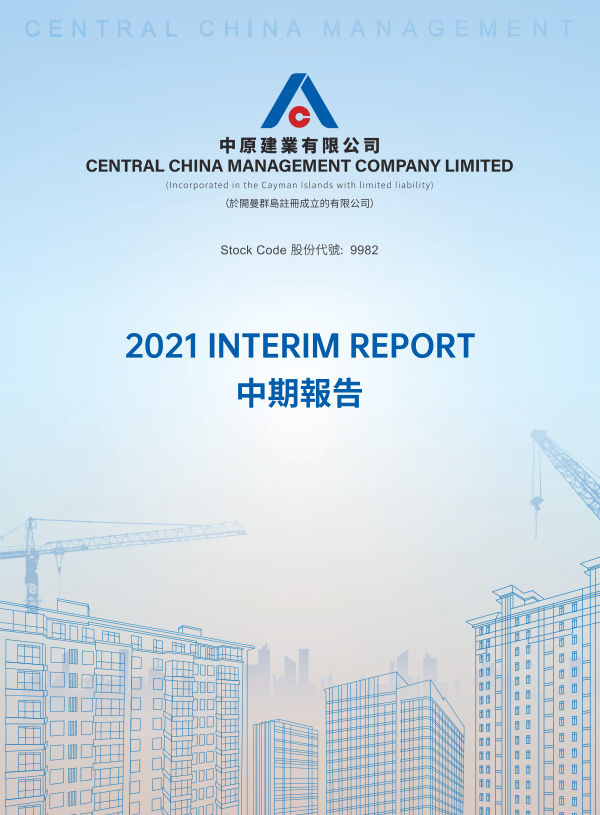 CENTRAL CHINA MANAGEMENT
C
中原建業有限公司
CENTRAL CHINA MANAGEMENT COMPANY LIMITED
(Incorporated in the Cayman Islands with limited liability)
（於開曼群島註冊成立的有限公司）
Stock Code 股份代號: 9982
2021 INTERIM REPORT
中期報告